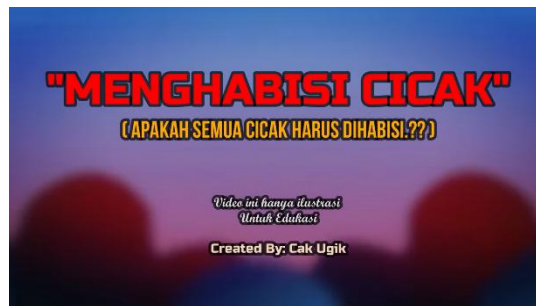 "MENGHABISI CICAK"
(APAKAH SEMUA CICAK HARUS DIHABISI.??)
Video ini hanya ilustrasi
Untuk Edukasi
Created By: Cak Ugik